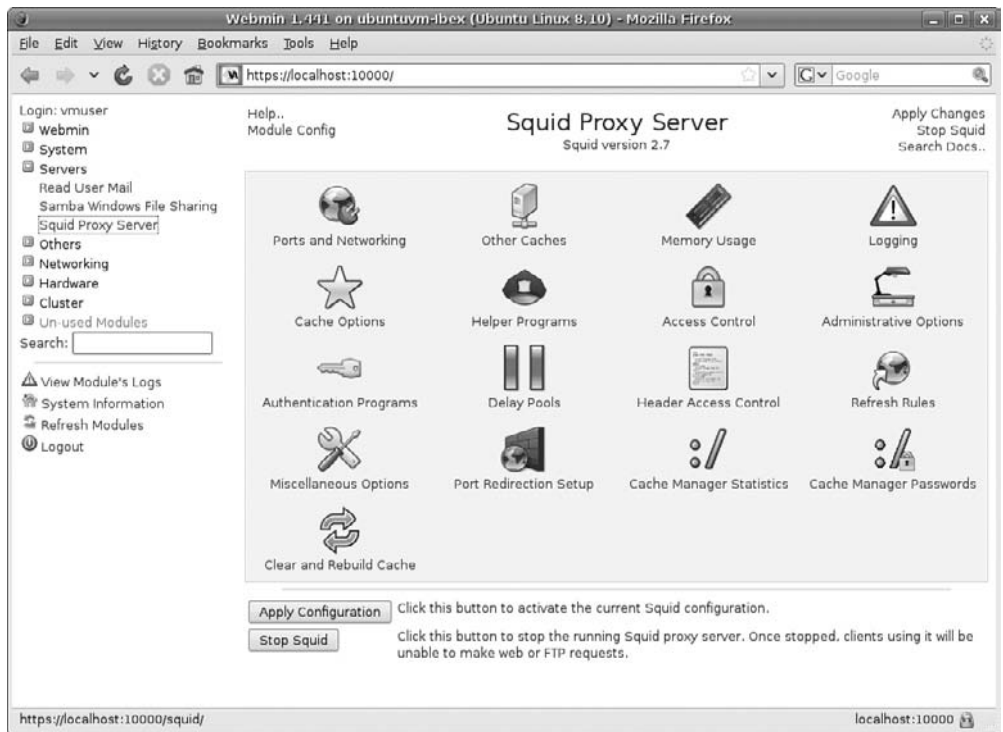 Webmin 1.441 on ubuntuvm-Ibex (Ubuntu Linux 8.10) - Mozilla Firefox
File Edit View History Bookmarks Tools Help
https://localhost:10000/
Google
Login: vmuser
Webmin
System
Servers
Read User Mail
Samba Windows File Sharing
Squid Proxy Server
Others
Networking
Hardware
Cluster
Un-used Modules
Search:
View Module's Logs
System Information
Refresh Modules
Logout
Help..
Module Config
Squid Proxy Server
Squid version 2.7
Apply Changes
Stop Squid
Search Docs..
Ports and Networking
Other Caches
Memory Usage
Logging
Cache Options
Helper Programs
Access Control
Administrative Options
Authentication Programs
Delay Pools
Header Access Control
Refresh Rules
Miscellaneous Options
Port Redirection Setup
Cache Manager Statistics
Cache Manager Passwords
Clear and Rebuild Cache
Apply Configuration
Click this button to activate the current Squid configuration.
Stop Squid
Click this button to stop the running Squid proxy server. Once stopped, clients using it will be
unable to make web or FTP requests.
https://localhost:10000/squid/
localhost:10000